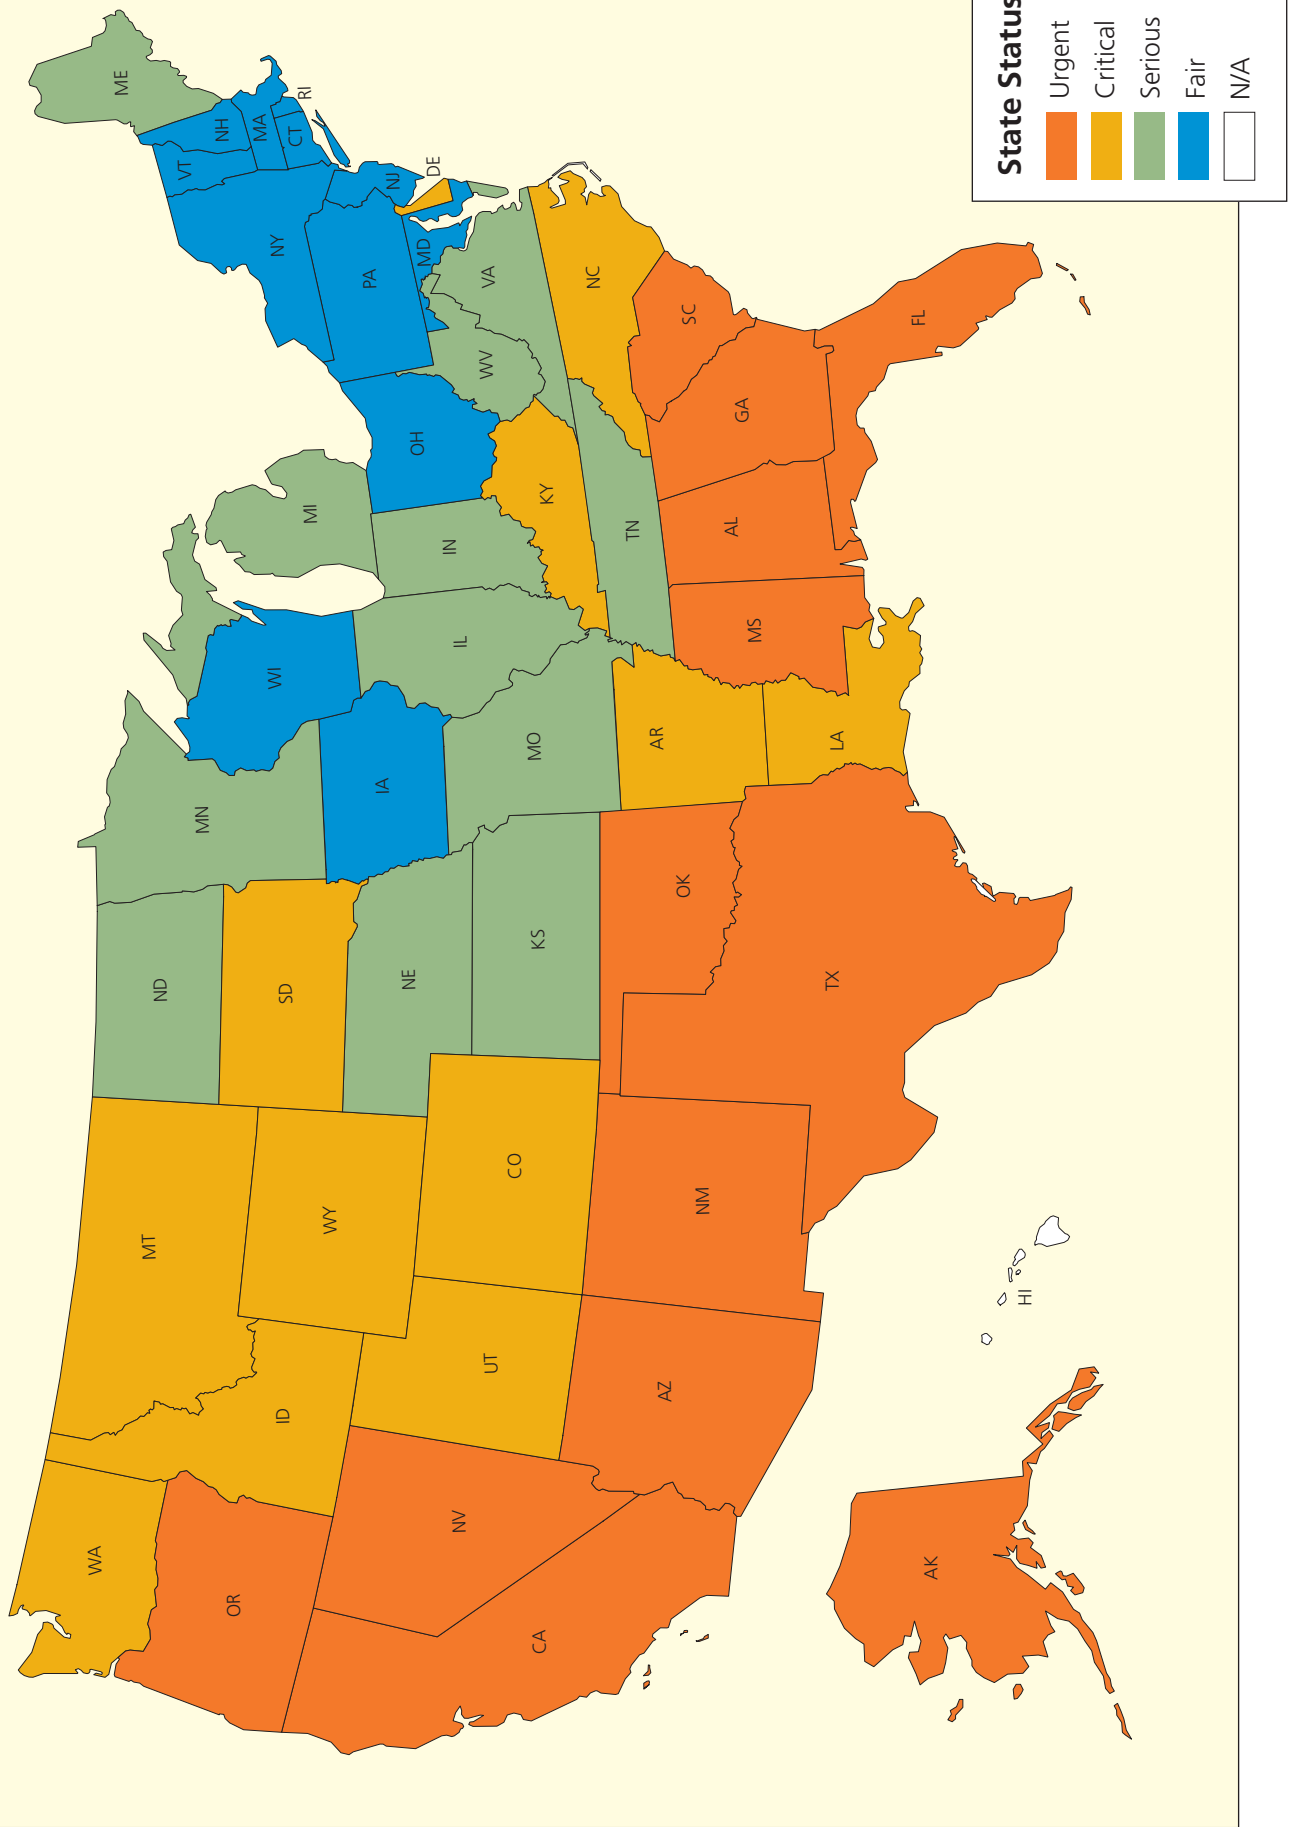 WA
OR
CA
NV
ID
MT
WY
UT
AZ
CO
NM
ND
SD
NE
KS
OK
TX
MN
IA
MO
AR
LA
WI
IL
MI
IN
OH
KY
TN
MS
AL
GA
FL
SC
NC
VA
WV
MD
DE
PA
NJ
NY
CT
RI
MA
VT
NH
ME
AK
HI
State Status
Urgent
Critical
Serious
Fair
N/A